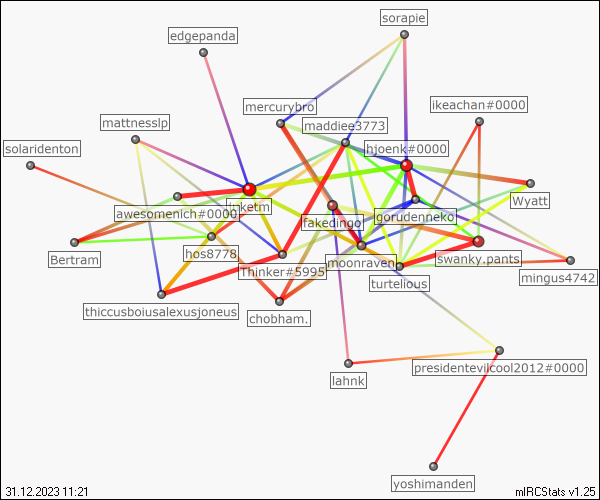 sorapie
edgepanda
mercurybro
ikeachan#0000
mattnesslp
maddiee3773
solaridenton
hjoenk#0000
Wyatt
awesomenich#0000
gorudenneko
fakedingo
hos8778
Bertram
Thinker#5995
moonraven
swanky.pants
mingus4742
turtelious
thiccusboiusalexusjoneus
chobham.
presidentevilcool2012#0000
lahnk
yoshimanden
31.12.2023 11:21
mIRCStats v1.25